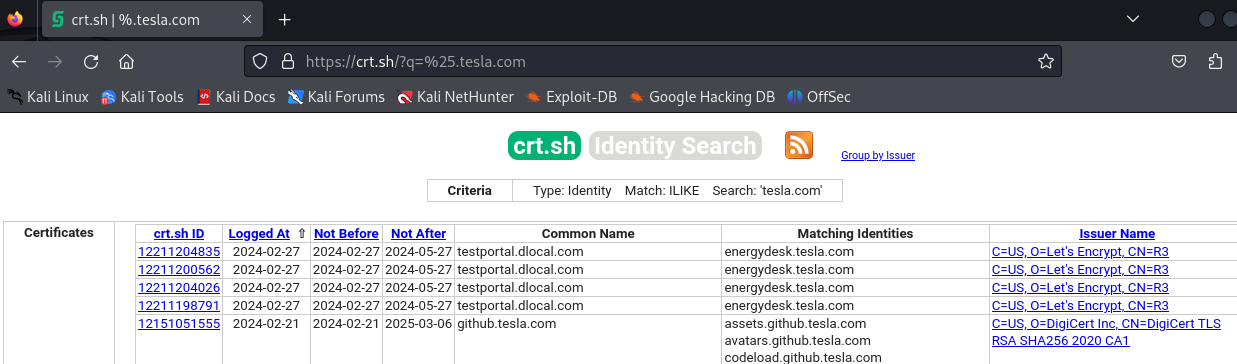 crt.sh | %.tesla.com
https://crt.sh/?q=%25.tesla.com
Kali Linux Kali Tools Kali Docs Kali Forums Kali NetHunter Exploit-DB Google Hacking DB OffSec
crt.sh Identity Search Group by Issuer
Criteria Type: Identity Match: ILIKE Search: 'tesla.com'
Certificates crt.sh ID Logged At ⇧ Not Before Not After Common Name Matching Identities Issuer Name
12211204835 2024-02-27 2024-02-27 2024-05-27 testportal.dlocal.com energydesk.tesla.com C=US, O=Let's Encrypt, CN=R3
12211200562 2024-02-27 2024-02-27 2024-05-27 testportal.dlocal.com energydesk.tesla.com C=US, O=Let's Encrypt, CN=R3
12211204026 2024-02-27 2024-02-27 2024-05-27 testportal.dlocal.com energydesk.tesla.com C=US, O=Let's Encrypt, CN=R3
12211198791 2024-02-27 2024-02-27 2024-05-27 testportal.dlocal.com energydesk.tesla.com C=US, O=Let's Encrypt, CN=R3
12151051555 2024-02-21 2024-02-21 2025-03-06 github.tesla.com assets.github.tesla.com C=US, O=DigiCert Inc, CN=DigiCert TLS
avatars.github.tesla.com RSA SHA256 2020 CA1
codeload.github.tesla.com